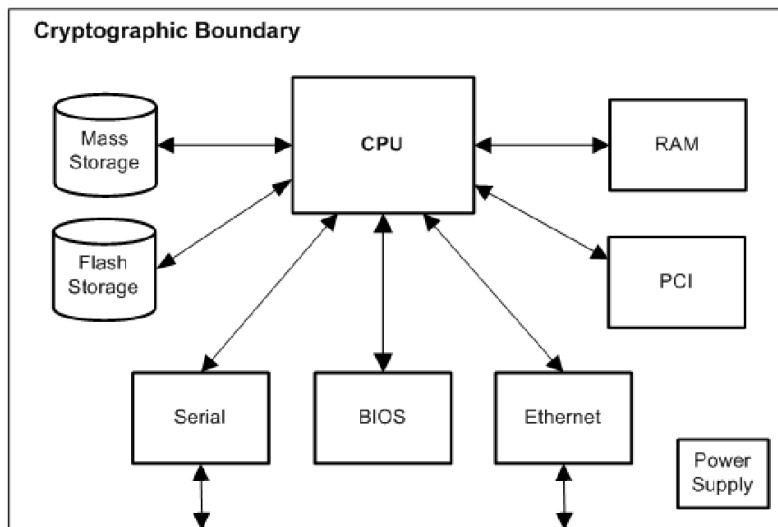 Cryptographic Boundary
Mass
Storage
CPU
RAM
Flash
Storage
PCI
Serial
BIOS
Ethernet
Power
Supply